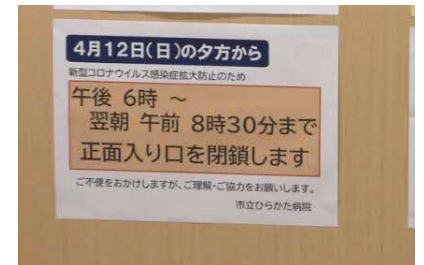 4月12日(日)の夕方から
新型コロナウイルス感染症拡大防止のため
午後 6時 ～
翌朝 午前 8時30分まで
正面入り口を閉鎖します
ご不便をおかけしますが、ご理解・ご協力をお願いします。
市立ひらかた病院